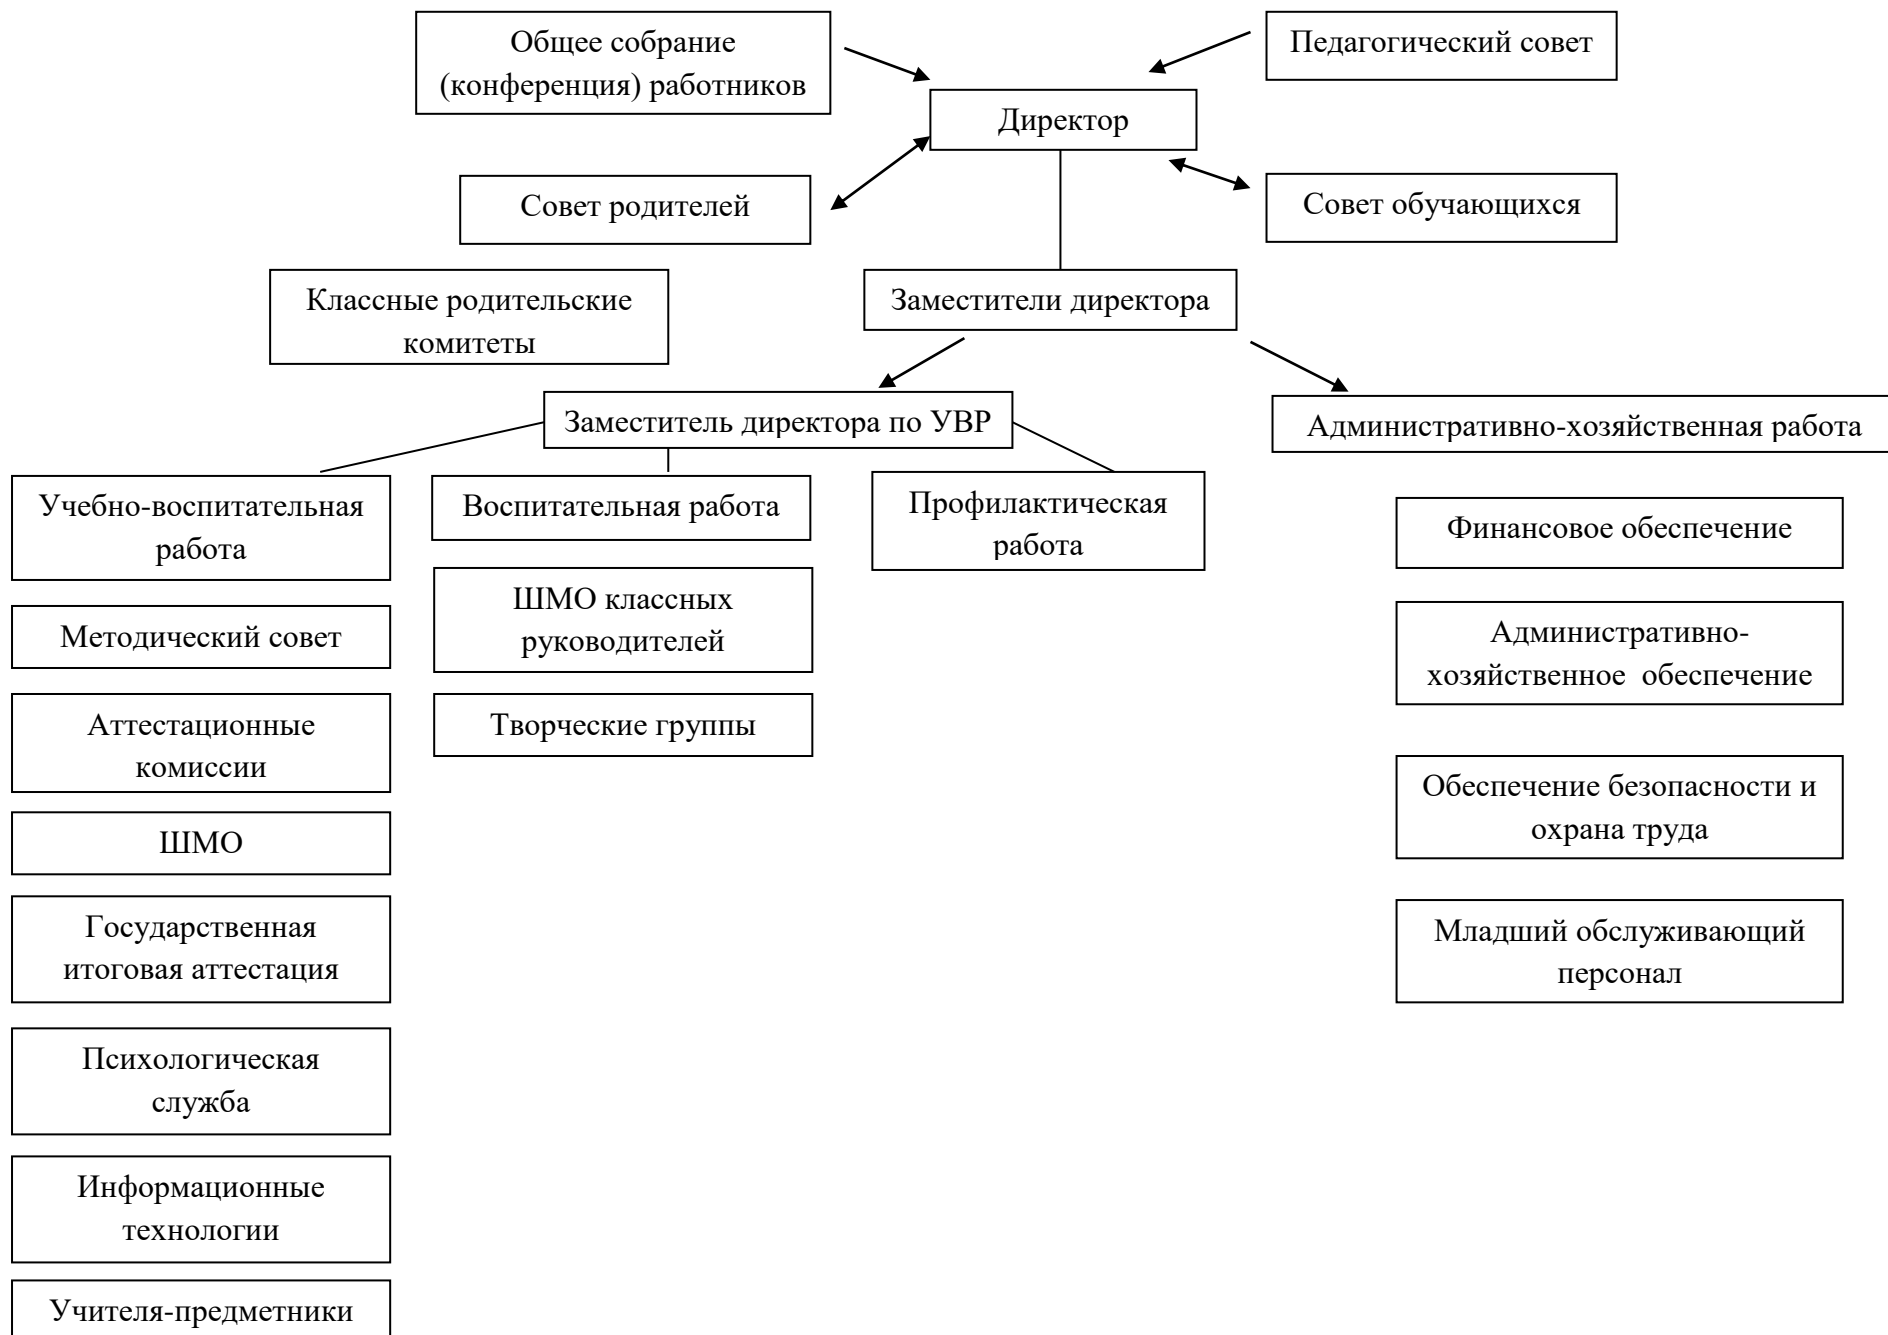 Общее собрание
(конференция) работников
Педагогический совет
Директор
Совет родителей
Совет обучающихся
Классные родительские
комитеты
Заместители директора
Заместитель директора по УВР
Административно-хозяйственная работа
Учебно-воспитательная
работа
Воспитательная работа
Профилактическая
работа
Финансовое обеспечение
ШМО классных
руководителей
Методический совет
Административно-
хозяйственное обеспечение
Аттестационные
комиссии
Творческие группы
Обеспечение безопасности и
охрана труда
ШМО
Государственная
итоговая аттестация
Младший обслуживающий
персонал
Психологическая
служба
Информационные
технологии
Учителя-предметники